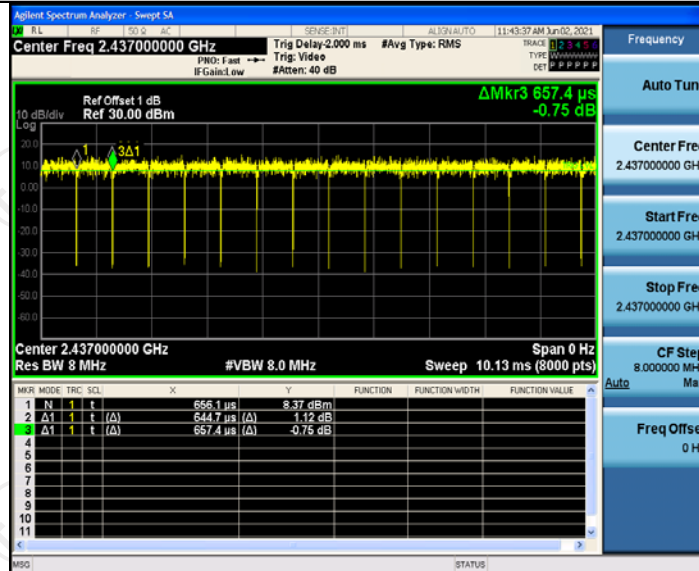 Agilent Spectrum Analyzer - Swept SA
RL RF 50 Ω AC SENSE:INT ALIGNAUTO 11:43:37 AM Jun 02, 2021
Center Freq 2.437000000 GHz
PNO: Fast
IFGain:Low
Trig Delay-2.000 ms
Trig: Video
#Atten: 40 dB
#Avg Type: RMS
TRACE 1 2 3 4 5 6
TYPE WWWWWW
DET P P P P P P
Ref Offset 1 dB
10 dB/div Ref 30.00 dBm
Log
ΔMkr3 657.4 µs
-0.75 dB
20.0
10.0
0.00
-10.0
-20.0
-30.0
-40.0
-50.0
-60.0
1
3Δ1
Center 2.437000000 GHz Span 0 Hz
Res BW 8 MHz #VBW 8.0 MHz Sweep 10.13 ms (8000 pts)
MKR MODE TRC SCL X Y FUNCTION FUNCTION WIDTH FUNCTION VALUE
1 N 1 t 656.1 µs 8.37 dBm
2 Δ1 1 t (Δ) 644.7 µs (Δ) 1.12 dB
3 Δ1 1 t (Δ) 657.4 µs (Δ) -0.75 dB
4
5
6
7
8
9
10
11
MSG STATUS
Frequency
Auto Tun
Center Fre
2.437000000 GH
Start Fre
2.437000000 GH
Stop Fre
2.437000000 GH
CF Step
8.000000 MH
Auto Ma
Freq Offse
0 H